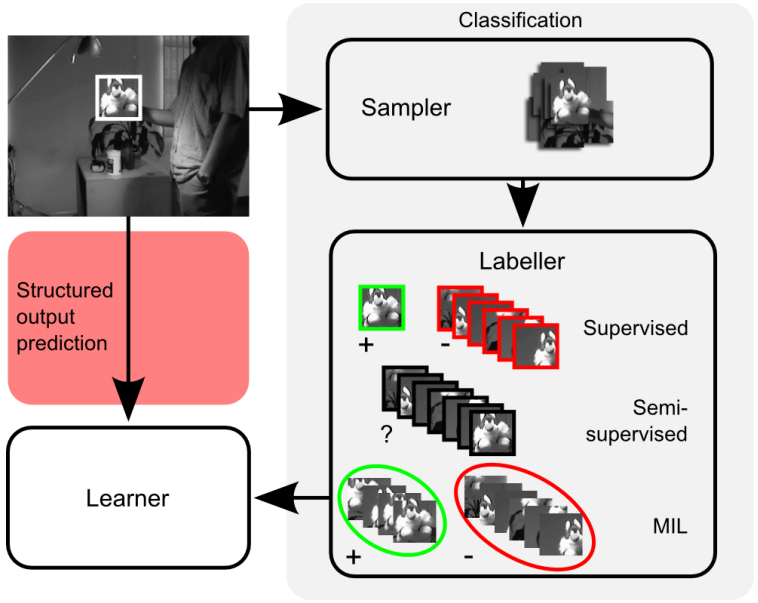 Classification
Sampler
Structured
output
prediction
Labeller
+
-
Supervised
?
Semi-
supervised
+
-
MIL
Learner